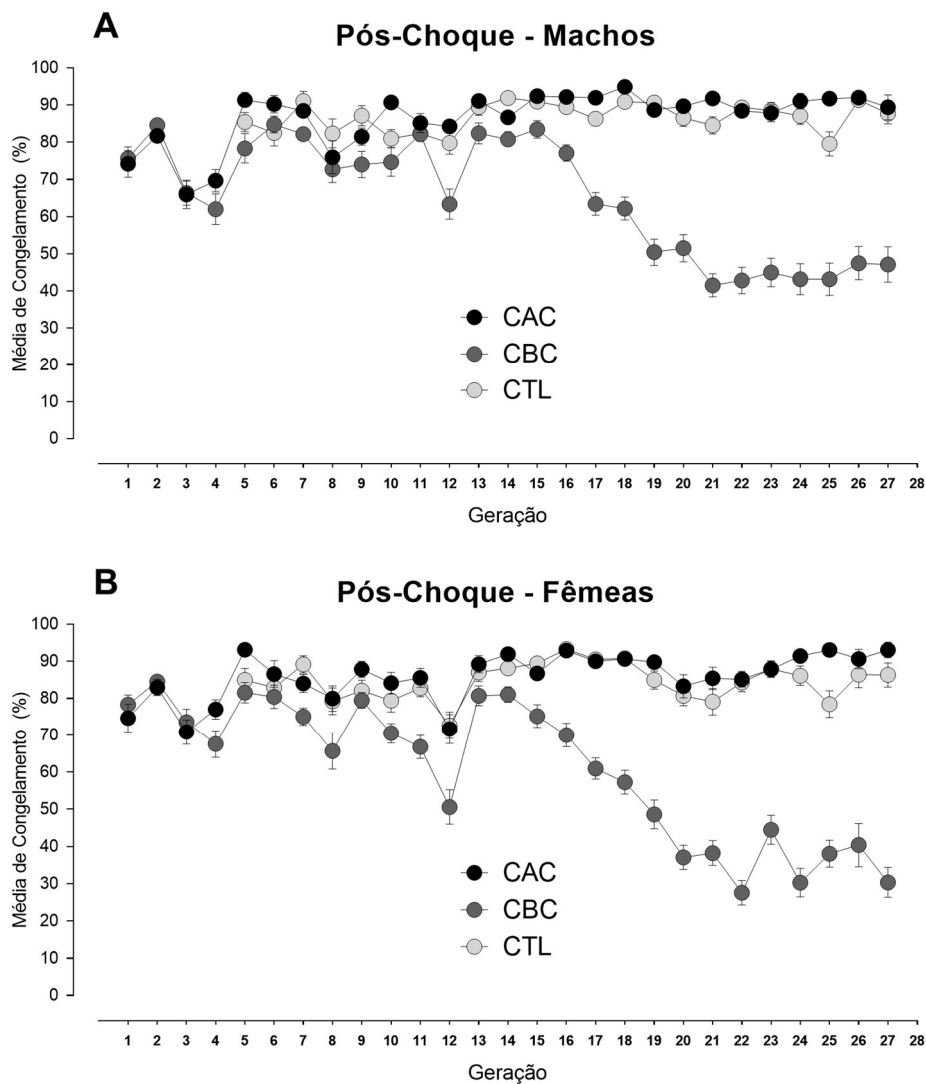 A
Pós-Choque - Machos
Média de Congelamento (%)
100
90
80
70
60
50
40
30
20
10
0
CAC
CBC
CTL
1 2 3 4 5 6 7 8 9 10 11 12 13 14 15 16 17 18 19 20 21 22 23 24 25 26 27 28
Geração
B
Pós-Choque - Fêmeas
Média de Congelamento (%)
100
90
80
70
60
50
40
30
20
10
0
CAC
CBC
CTL
1 2 3 4 5 6 7 8 9 10 11 12 13 14 15 16 17 18 19 20 21 22 23 24 25 26 27 28
Geração